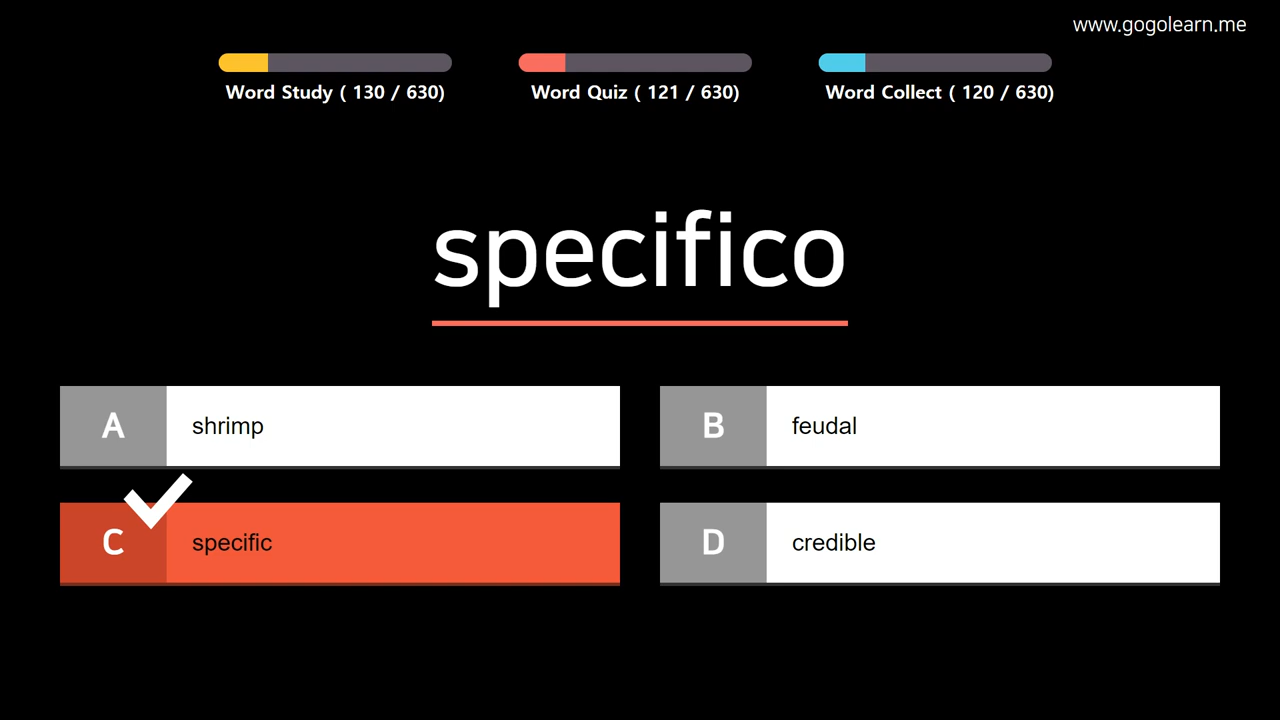 www.gogolearn.me
Word Study ( 130 / 630)
Word Quiz ( 121 / 630)
Word Collect ( 120 / 630)
specifico
A shrimp
B feudal
C specific
D credible